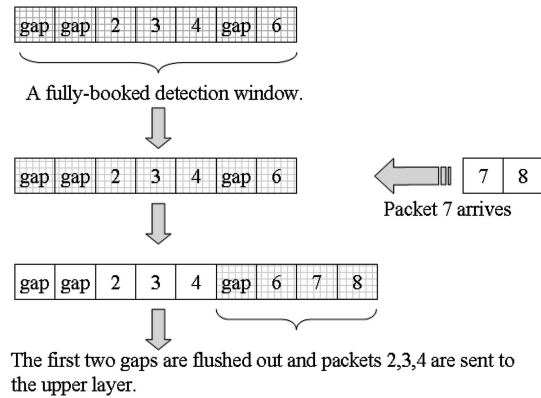 gap gap 2 3 4 gap 6
A fully-booked detection window.
gap gap 2 3 4 gap 6
7 8
Packet 7 arrives
gap gap 2 3 4 gap 6 7 8
The first two gaps are flushed out and packets 2,3,4 are sent to
the upper layer.